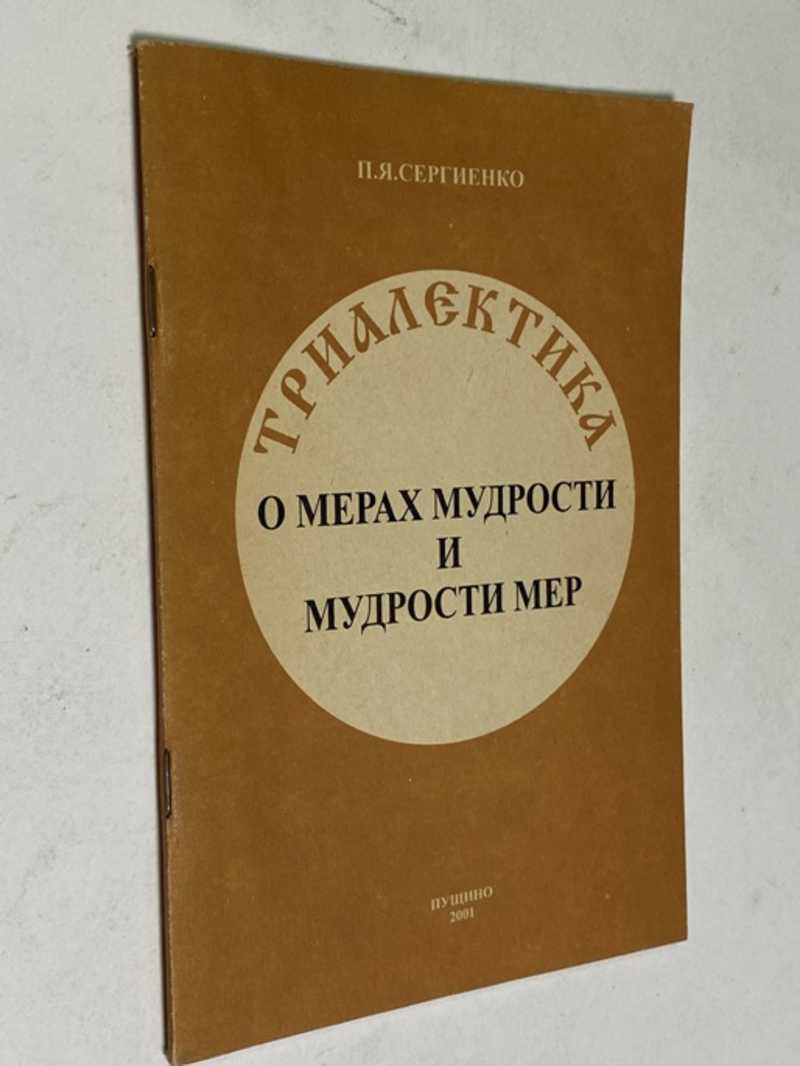 П.Я.СЕРГИЕНКО
ТРИАЛЕКТИКА
О МЕРАХ МУДРОСТИ
И
МУДРОСТИ МЕР
ПУЩИНО
2001